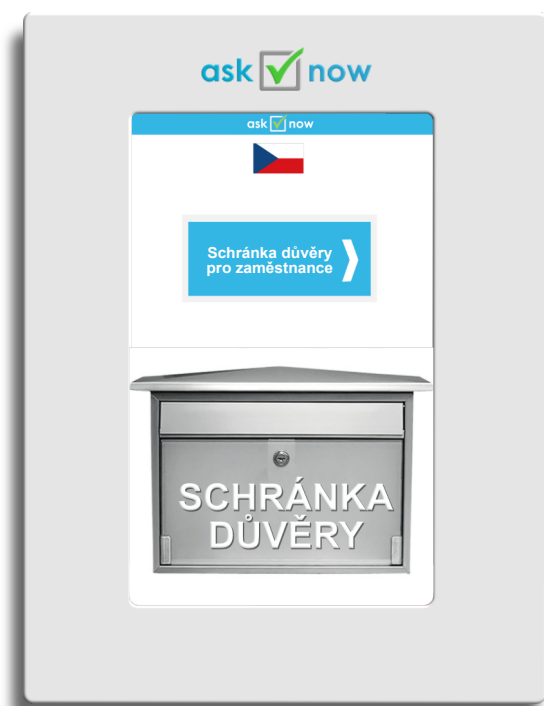 ask now
ask now
Schránka důvěry
pro zaměstnance
SCHRÁNKA
DŮVĚRY